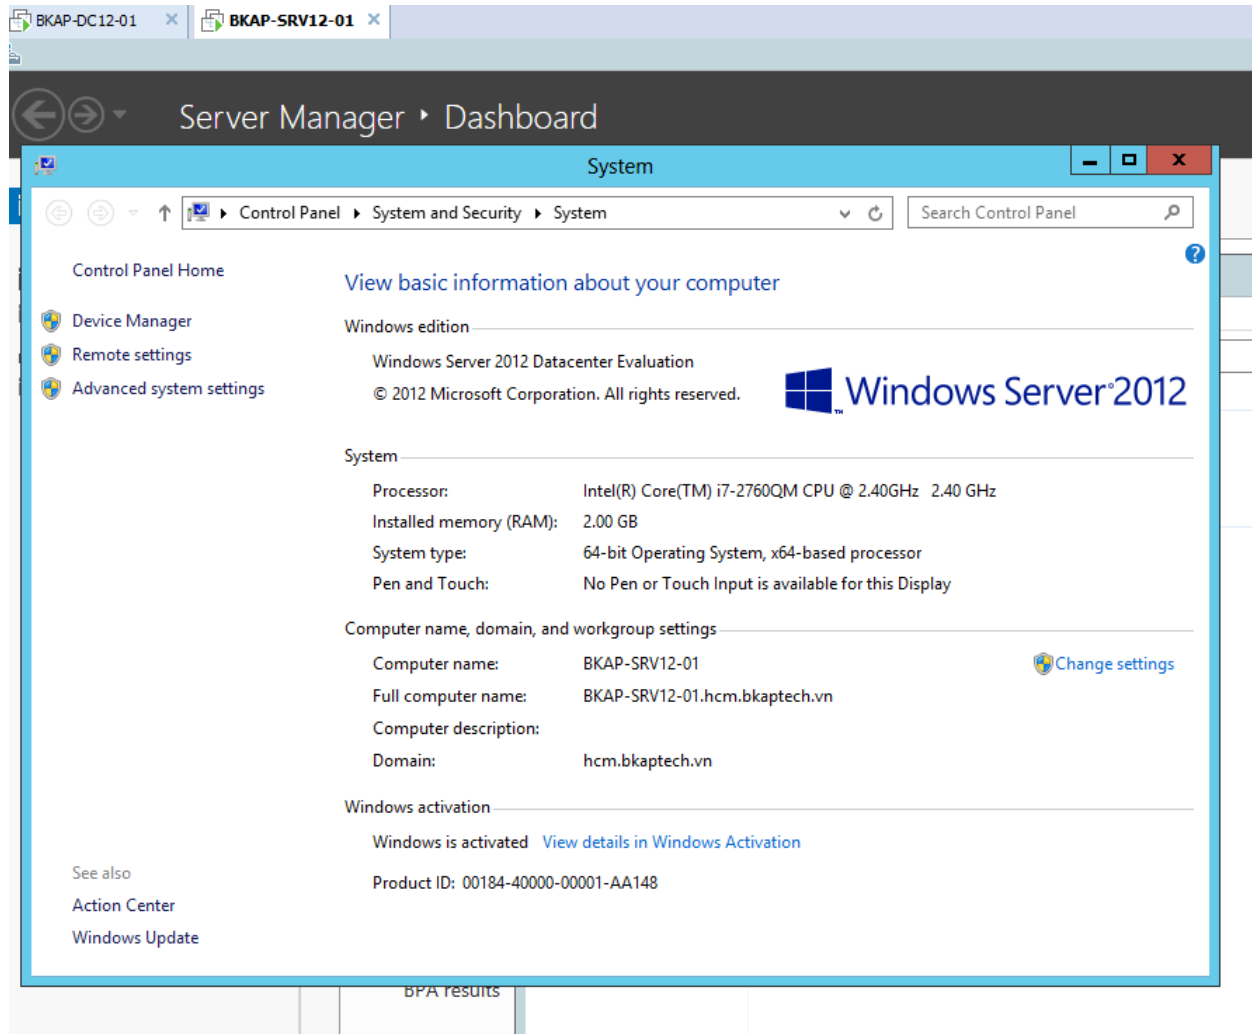 BKAP-DC12-01 BKAP-SRV12-01
Server Manager Dashboard
System
Control Panel System and Security System Search Control Panel
Control Panel Home
Device Manager
Remote settings
Advanced system settings
View basic information about your computer
Windows edition
Windows Server 2012 Datacenter Evaluation
© 2012 Microsoft Corporation. All rights reserved.
Windows Server®2012
TM
System
Processor: Intel(R) Core(TM) i7-2760QM CPU @ 2.40GHz 2.40 GHz
Installed memory (RAM): 2.00 GB
System type: 64-bit Operating System, x64-based processor
Pen and Touch: No Pen or Touch Input is available for this Display
Computer name, domain, and workgroup settings
Computer name: BKAP-SRV12-01 Change settings
Full computer name: BKAP-SRV12-01.hcm.bkaptech.vn
Computer description:
Domain: hcm.bkaptech.vn
Windows activation
Windows is activated View details in Windows Activation
Product ID: 00184-40000-00001-AA148
See also
Action Center
Windows Update
BPA results